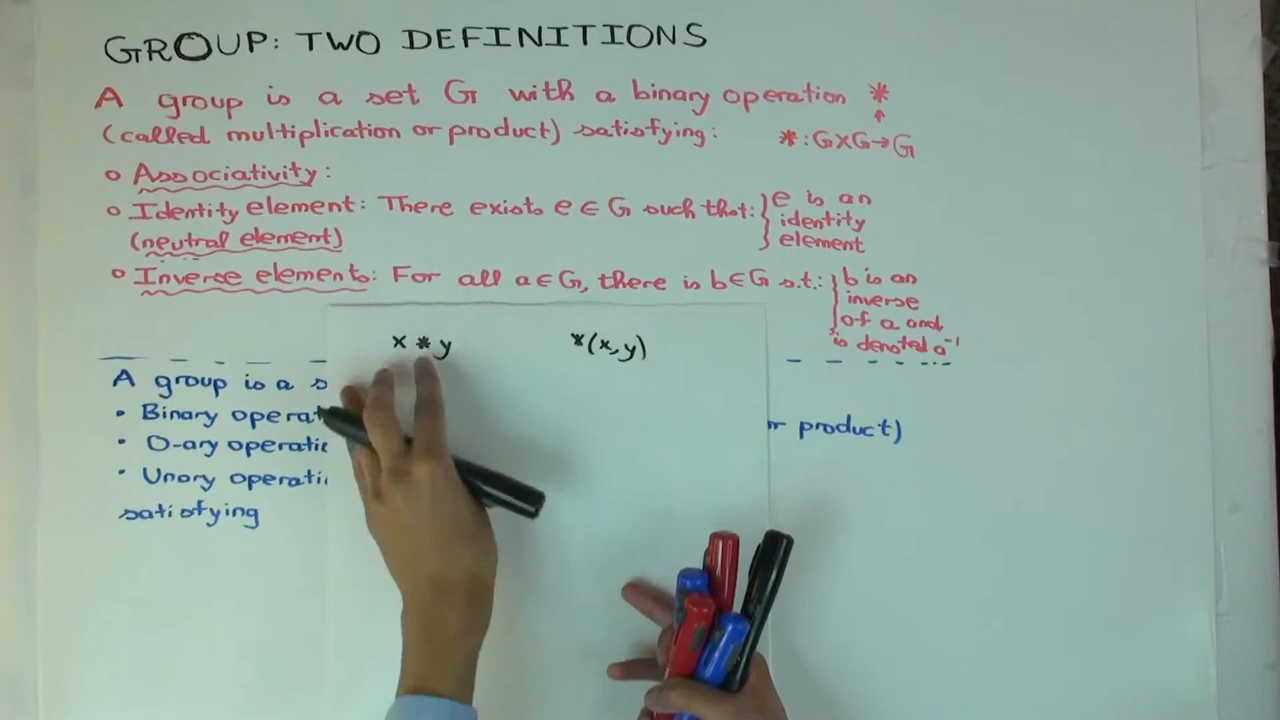 GROUP: TWO DEFINITIONS
A group is a set G with a binary operation *
(called multiplication or product) satisfying: *: G×G→G
• Associativity:
• Identity element: There exists e ∈ G such that: } e is an
(neutral element) identity
element
• Inverse elements: For all a ∈ G, there is b ∈ G s.t.: } b is an
inverse
of a and
is denoted a⁻¹
x * y *(x,y)
A group is a s
• Binary operat
r product)
• 0-ary operatio
• Unary operati
satisfying